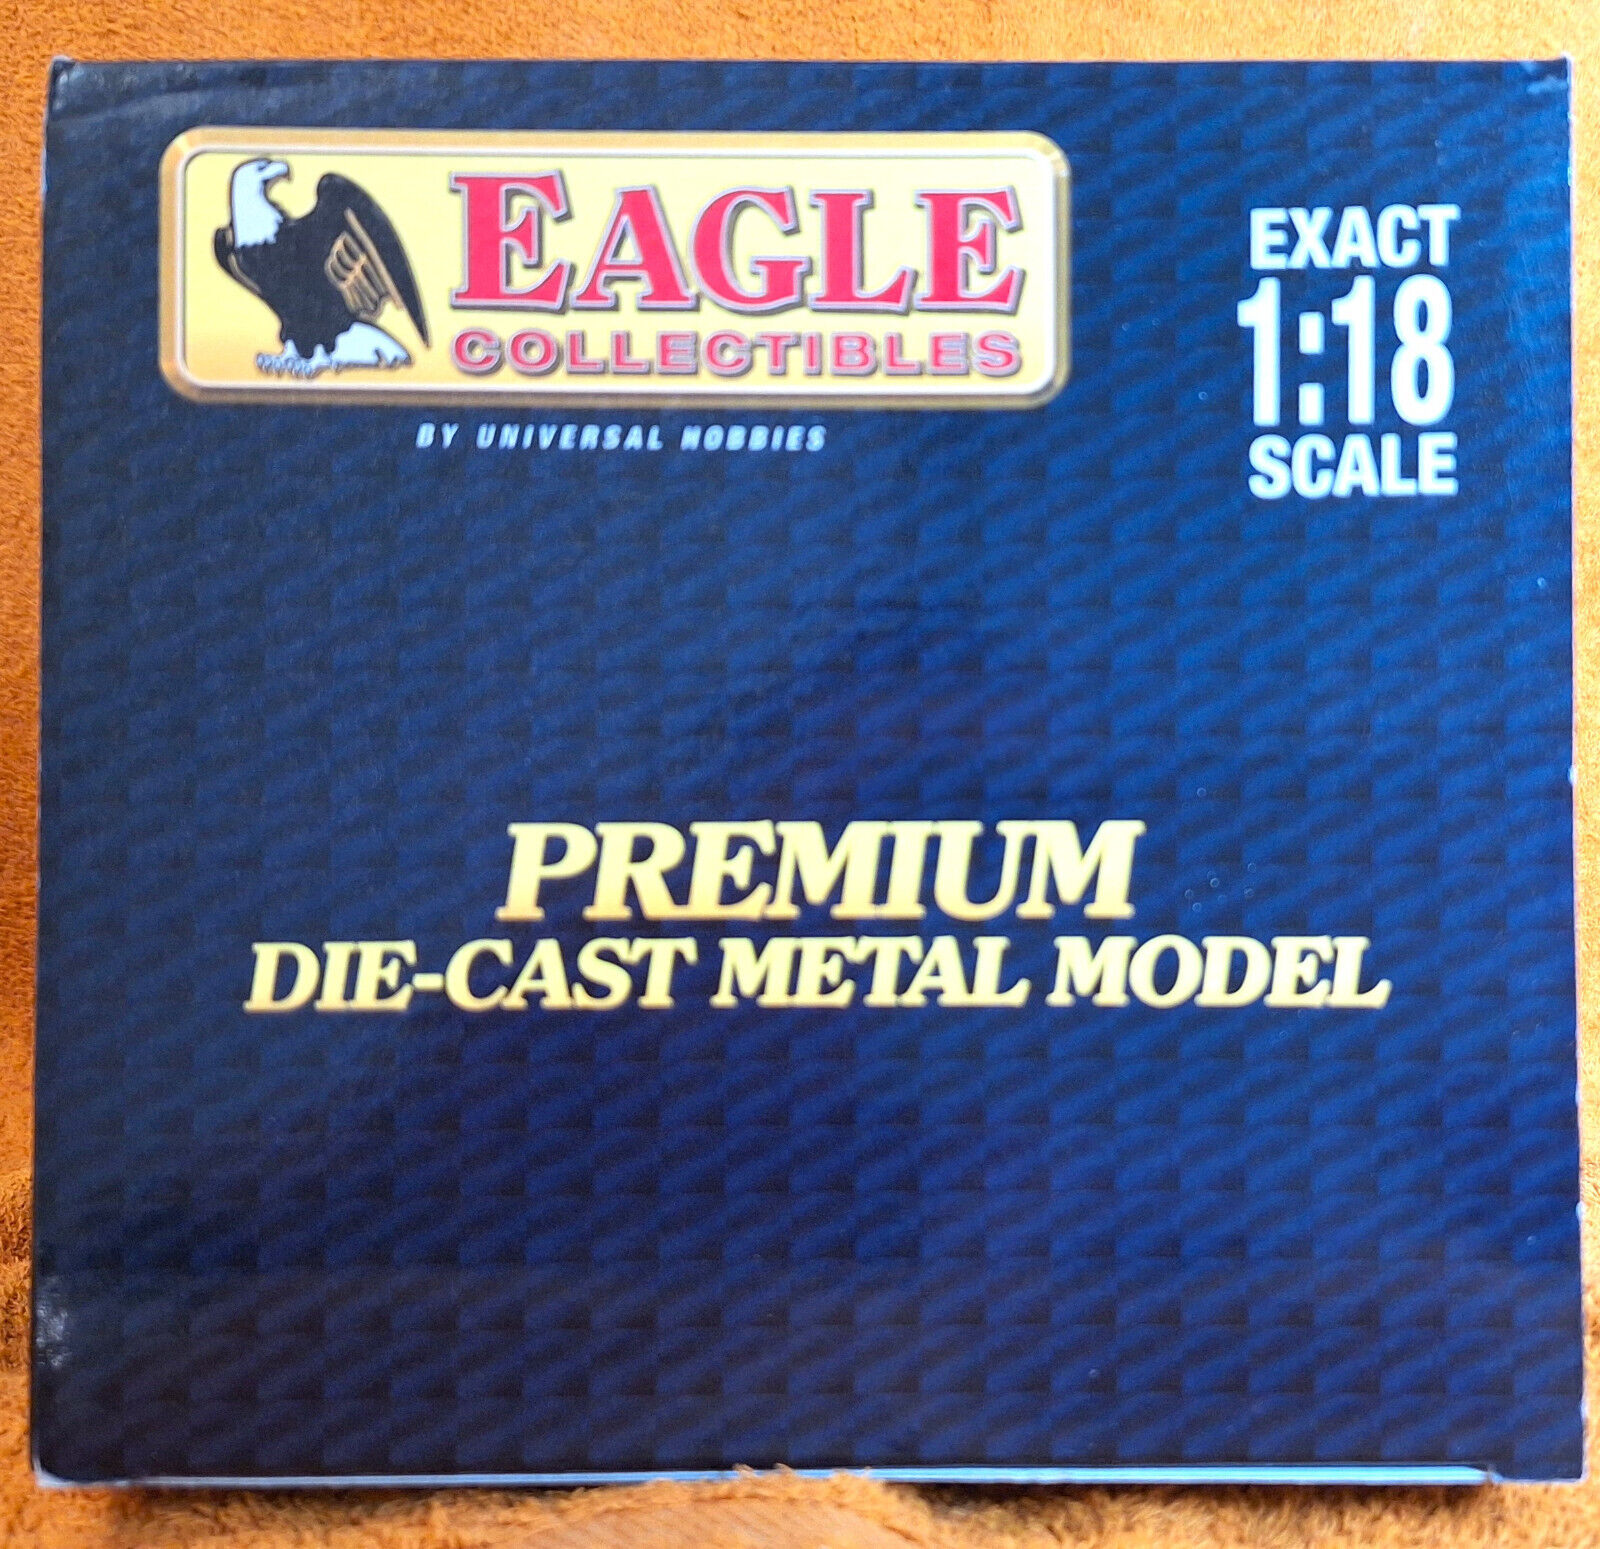 EAGLE
COLLECTIBLES
BY UNIVERSAL HOBBIES
EXACT
1:18
SCALE
PREMIUM
DIE-CAST METAL MODEL